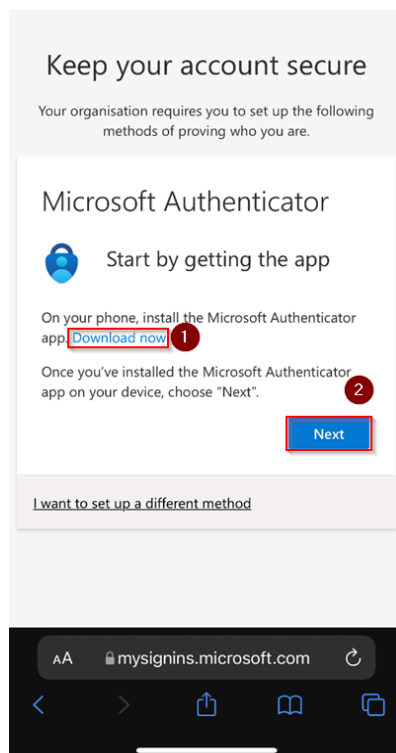 Keep your account secure
Your organisation requires you to set up the following
methods of proving who you are.
Microsoft Authenticator
Start by getting the app
On your phone, install the Microsoft Authenticator
app. Download now 1
Once you've installed the Microsoft Authenticator
app on your device, choose "Next". 2
Next
I want to set up a different method
AA mysignins.microsoft.com